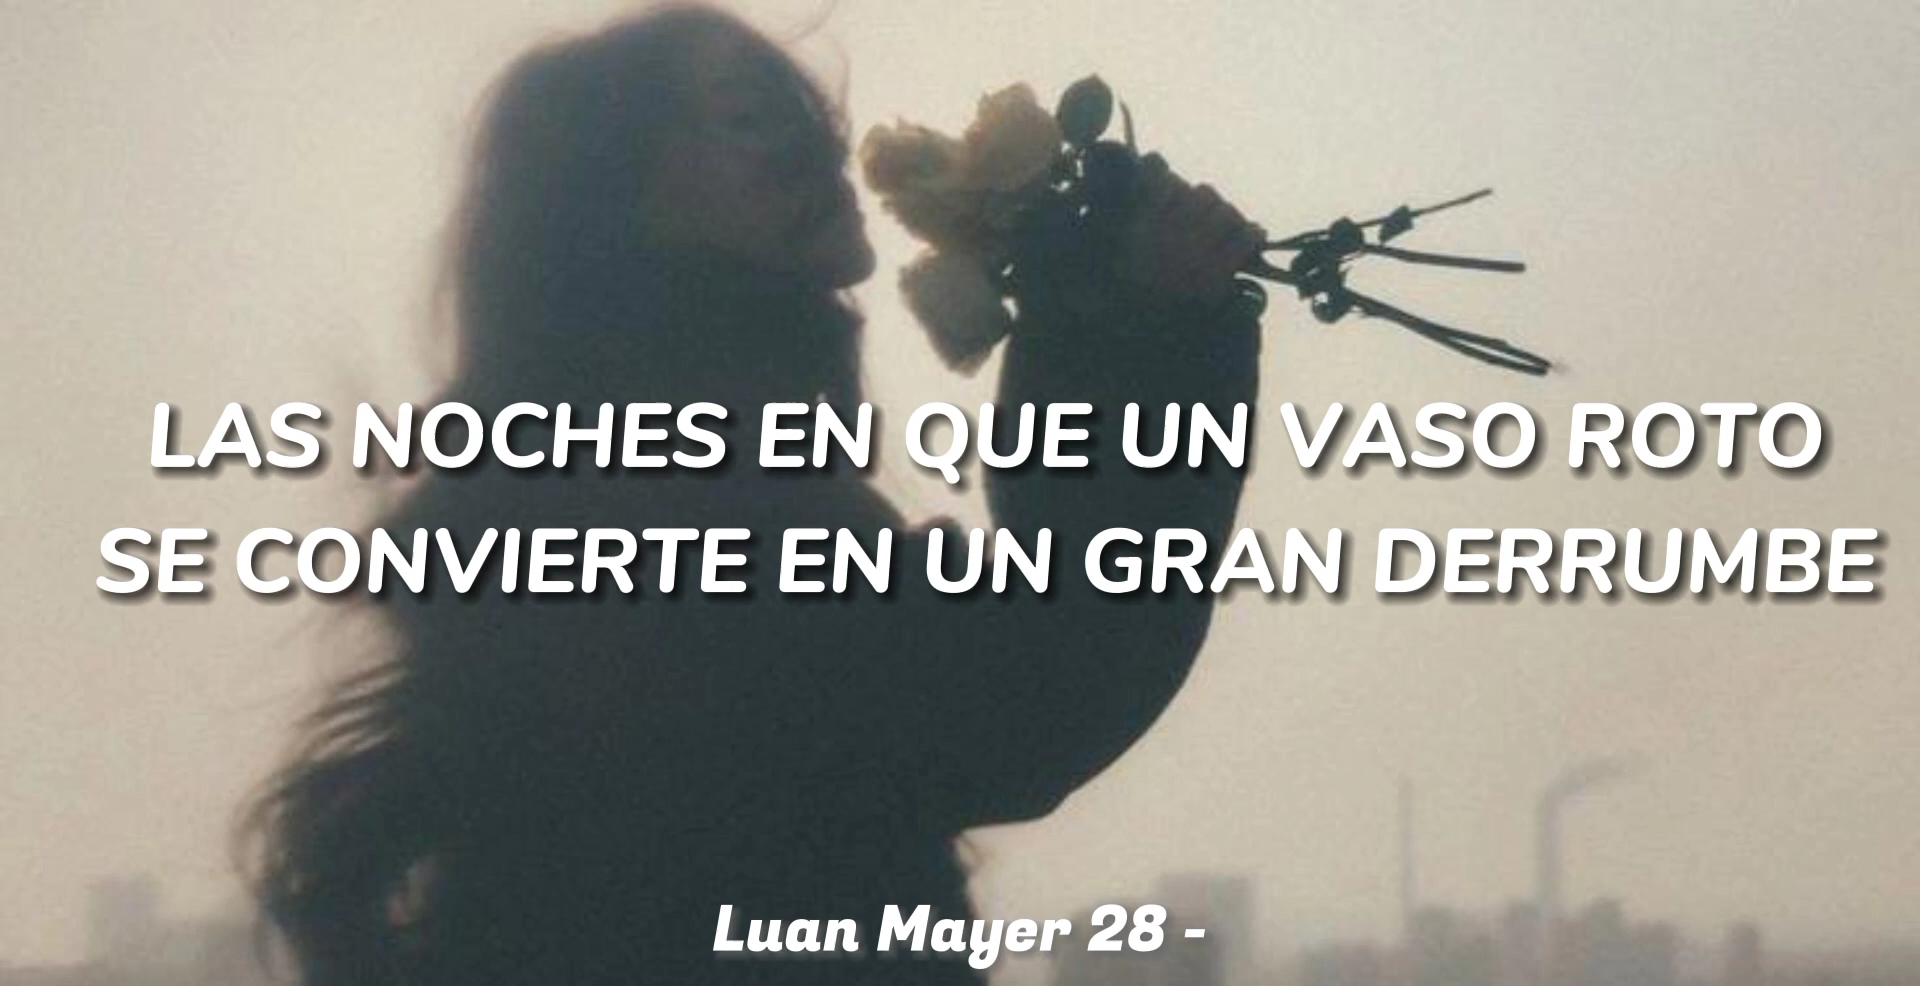 LAS NOCHES EN QUE UN VASO ROTO
SE CONVIERTE EN UN GRAN DERRUMBE
Luan Mayer 28 -